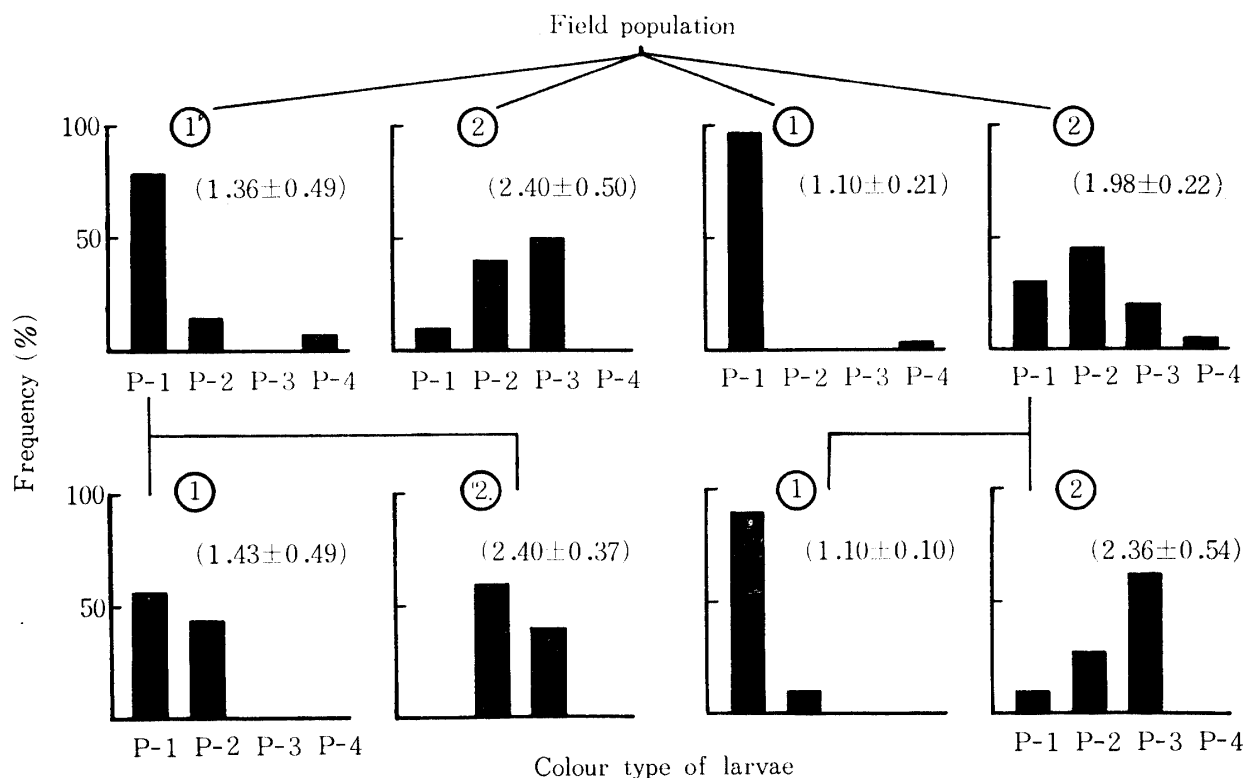 Field population
1 2 1 2
100
(1.36±0.49) (2.40±0.50) (1.10±0.21) (1.98±0.22)
50
P-1 P-2 P-3 P-4 P-1 P-2 P-3 P-4 P-1 P-2 P-3 P-4 P-1 P-2 P-3 P-4
Frequency (%)
1 2 1 2
100
(1.43±0.49) (2.40±0.37) (1.10±0.10) (2.36±0.54)
50
P-1 P-2 P-3 P-4 P-1 P-2 P-3 P-4
Colour type of larvae